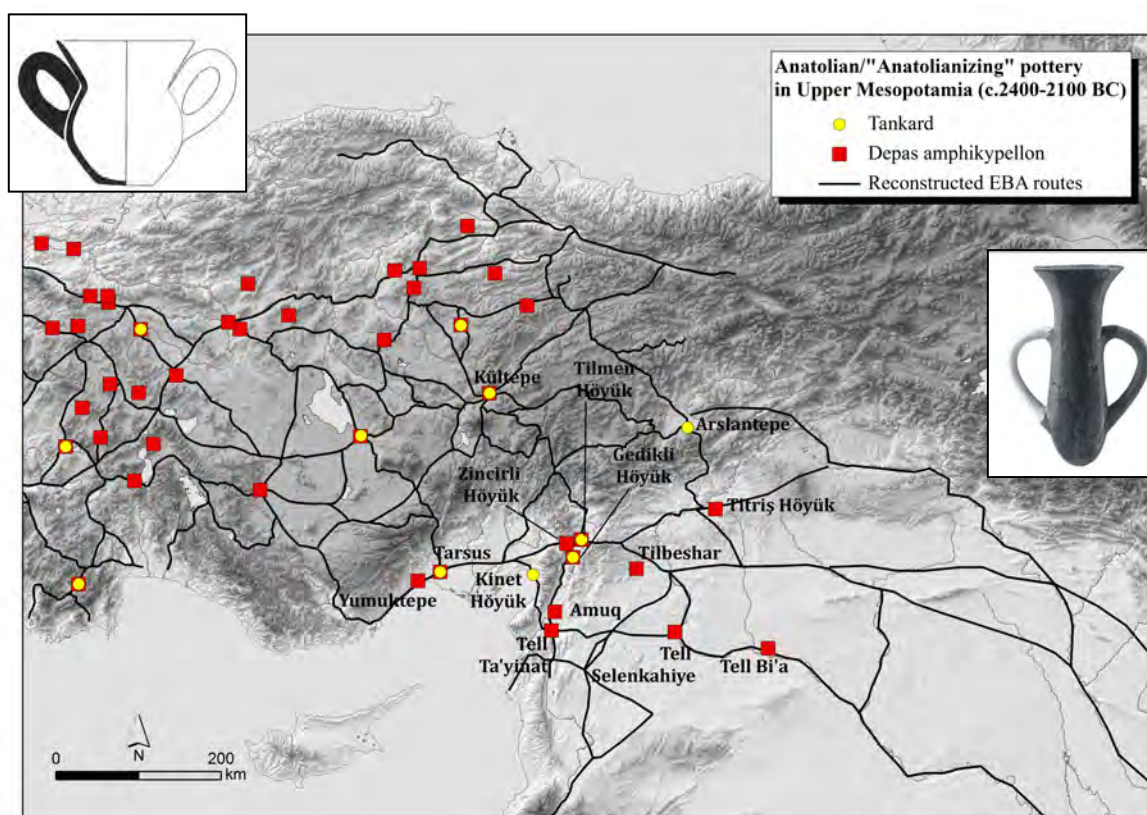 Anatolian/"Anatolianizing" pottery
in Upper Mesopotamia (c.2400-2100 BC)
Tankard
Depas amphikypellon
Reconstructed EBA routes
Kültepe
Tilmen
Höyük
Arslantepe
Zincirli
Höyük
Gedikli
Höyük
Titriş Höyük
Tarsus
Tilbeshar
Kinet
Höyük
Yumuktepe
Amuq
Tell
Ta'yinat
Tell
Selenkahiye
Tell Bi'a
0 200
km
N